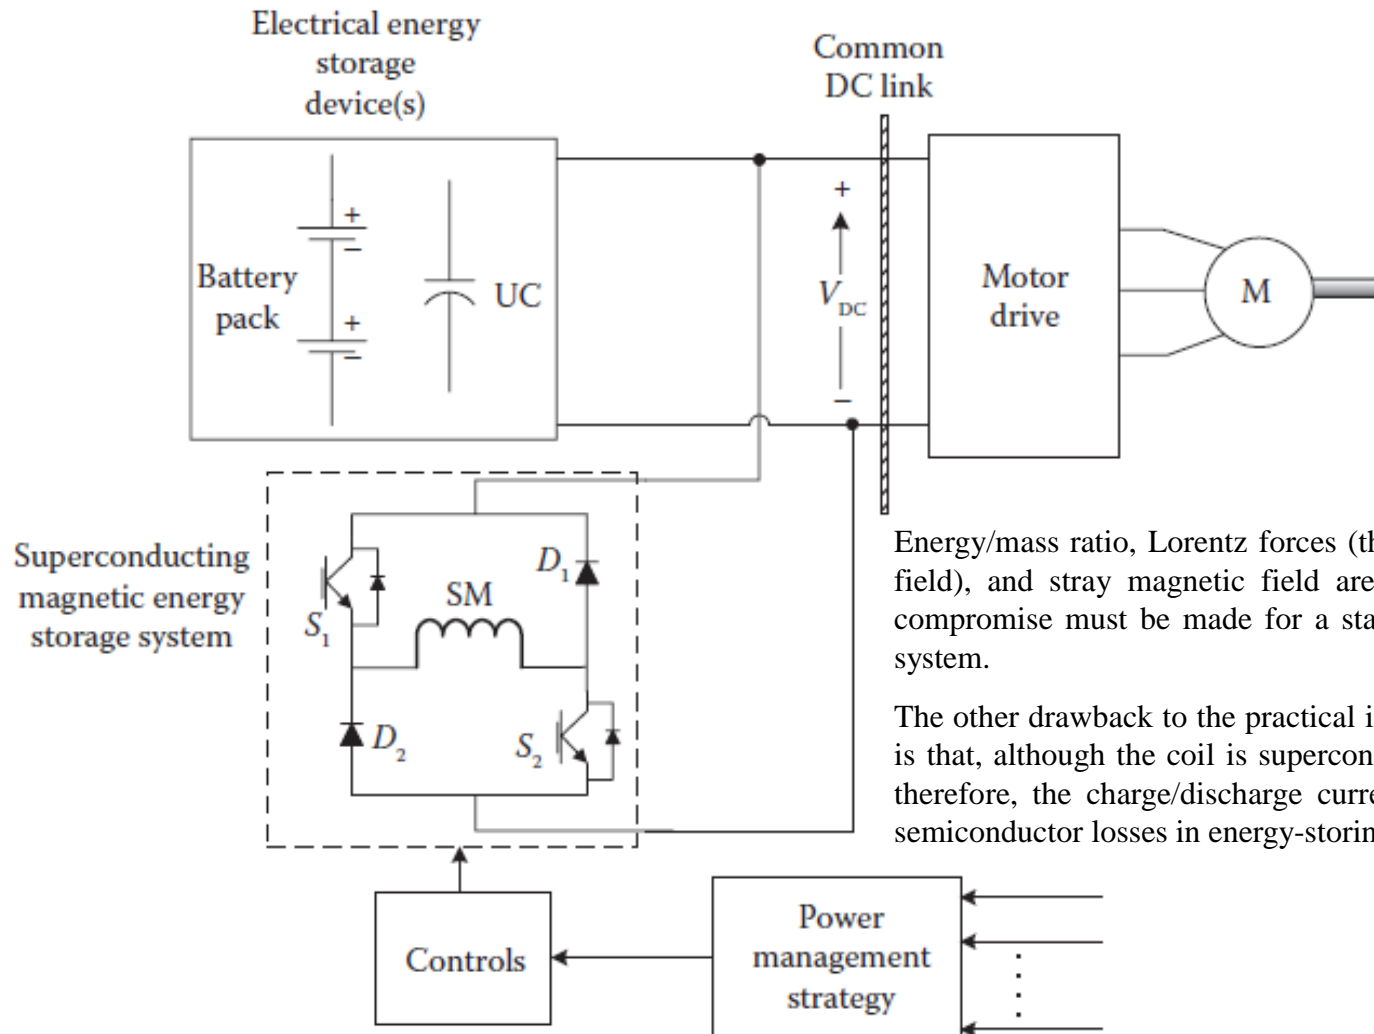 Electrical energy
storage
device(s)
Common
DC link
+
−
Battery
pack
+
−
UC
+
V_DC
−
Motor
drive
M
Superconducting
magnetic energy
storage system
S_1
D_1
SM
D_2
S_2
Energy/mass ratio, Lorentz forces (th
field), and stray magnetic field are
compromise must be made for a sta
system.
The other drawback to the practical i
is that, although the coil is supercon
therefore, the charge/discharge curre
semiconductor losses in energy-storin
Controls
Power
management
strategy